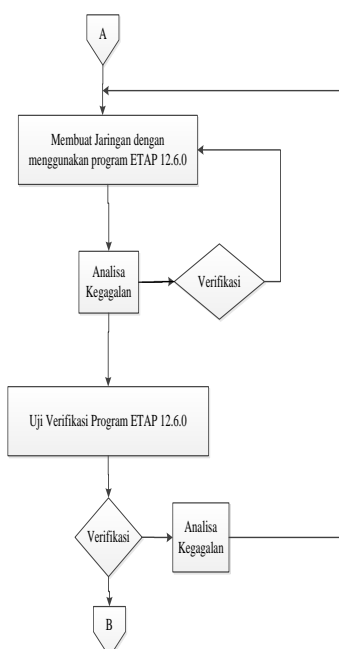 A
Membuat Jaringan dengan
menggunakan program ETAP 12.6.0
Analisa
Kegagalan
Verifikasi
Uji Verifikasi Program ETAP 12.6.0
Verifikasi
Analisa
Kegagalan
B